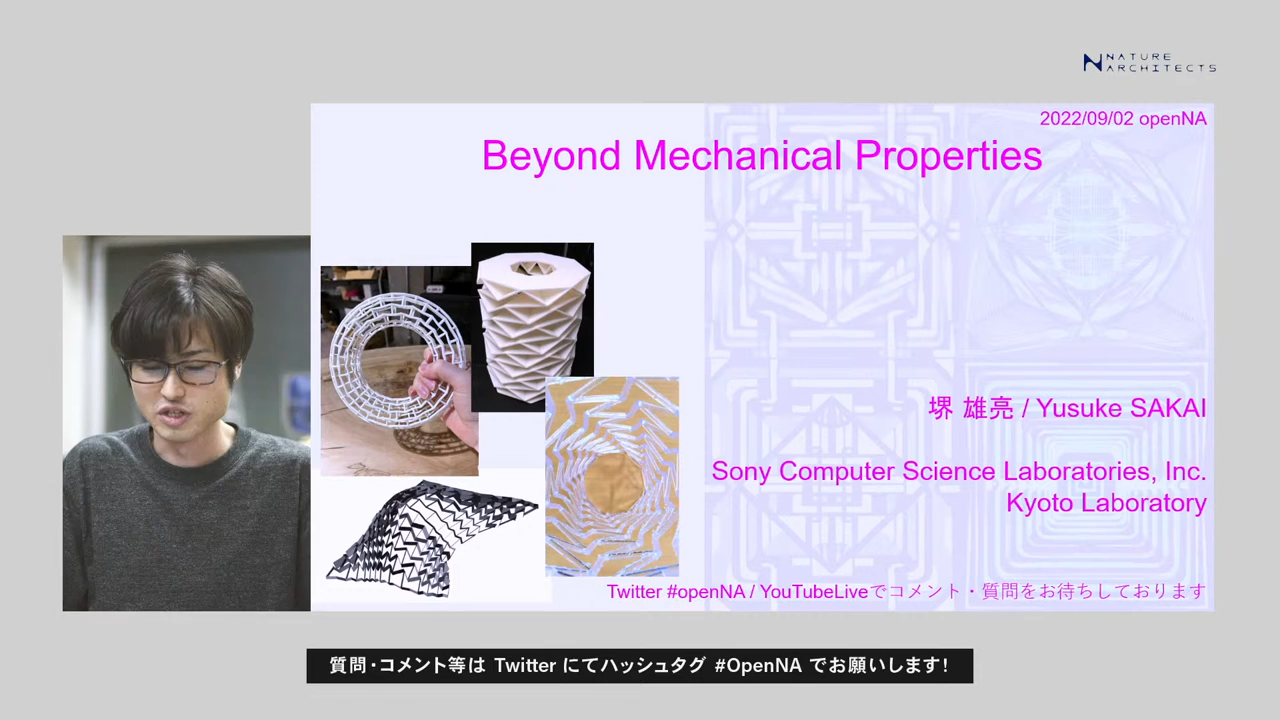 NATURE
ARCHITECTS
2022/09/02 openNA
Beyond Mechanical Properties
堺 雄亮 / Yusuke SAKAI
Sony Computer Science Laboratories, Inc.
Kyoto Laboratory
Twitter #openNA / YouTubeLiveでコメント・質問をお待ちしております
質問・コメント等は Twitter にてハッシュタグ #OpenNA でお願いします!